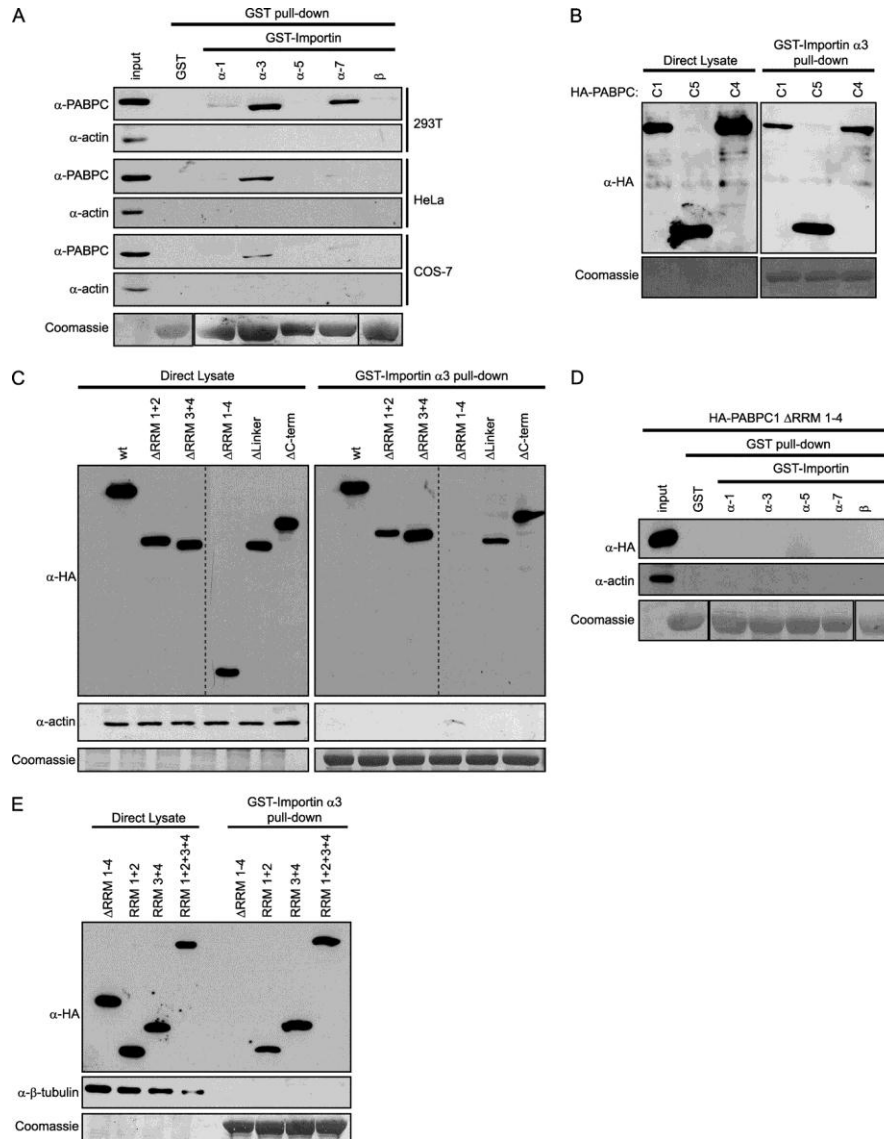 A
GST pull-down
GST-Importin
input
GST
α-1
α-3
α-5
α-7
β
α-PABPC
α-actin
293T
α-PABPC
α-actin
HeLa
α-PABPC
α-actin
COS-7
Coomassie
B
Direct Lysate
GST-Importin α3
pull-down
HA-PABPC:
C1
C5
C4
C1
C5
C4
α-HA
Coomassie
C
Direct Lysate
GST-Importin α3 pull-down
wt
ΔRRM 1+2
ΔRRM 3+4
ΔRRM 1-4
ΔLinker
ΔC-term
wt
ΔRRM 1+2
ΔRRM 3+4
ΔRRM 1-4
ΔLinker
ΔC-term
α-HA
α-actin
Coomassie
D
HA-PABPC1 ΔRRM 1-4
GST pull-down
GST-Importin
input
GST
α-1
α-3
α-5
α-7
β
α-HA
α-actin
Coomassie
E
Direct Lysate
GST-Importin α3
pull-down
ΔRRM 1-4
RRM 1+2
RRM 3+4
RRM 1+2+3+4
ΔRRM 1-4
RRM 1+2
RRM 3+4
RRM 1+2+3+4
α-HA
α-β-tubulin
Coomassie